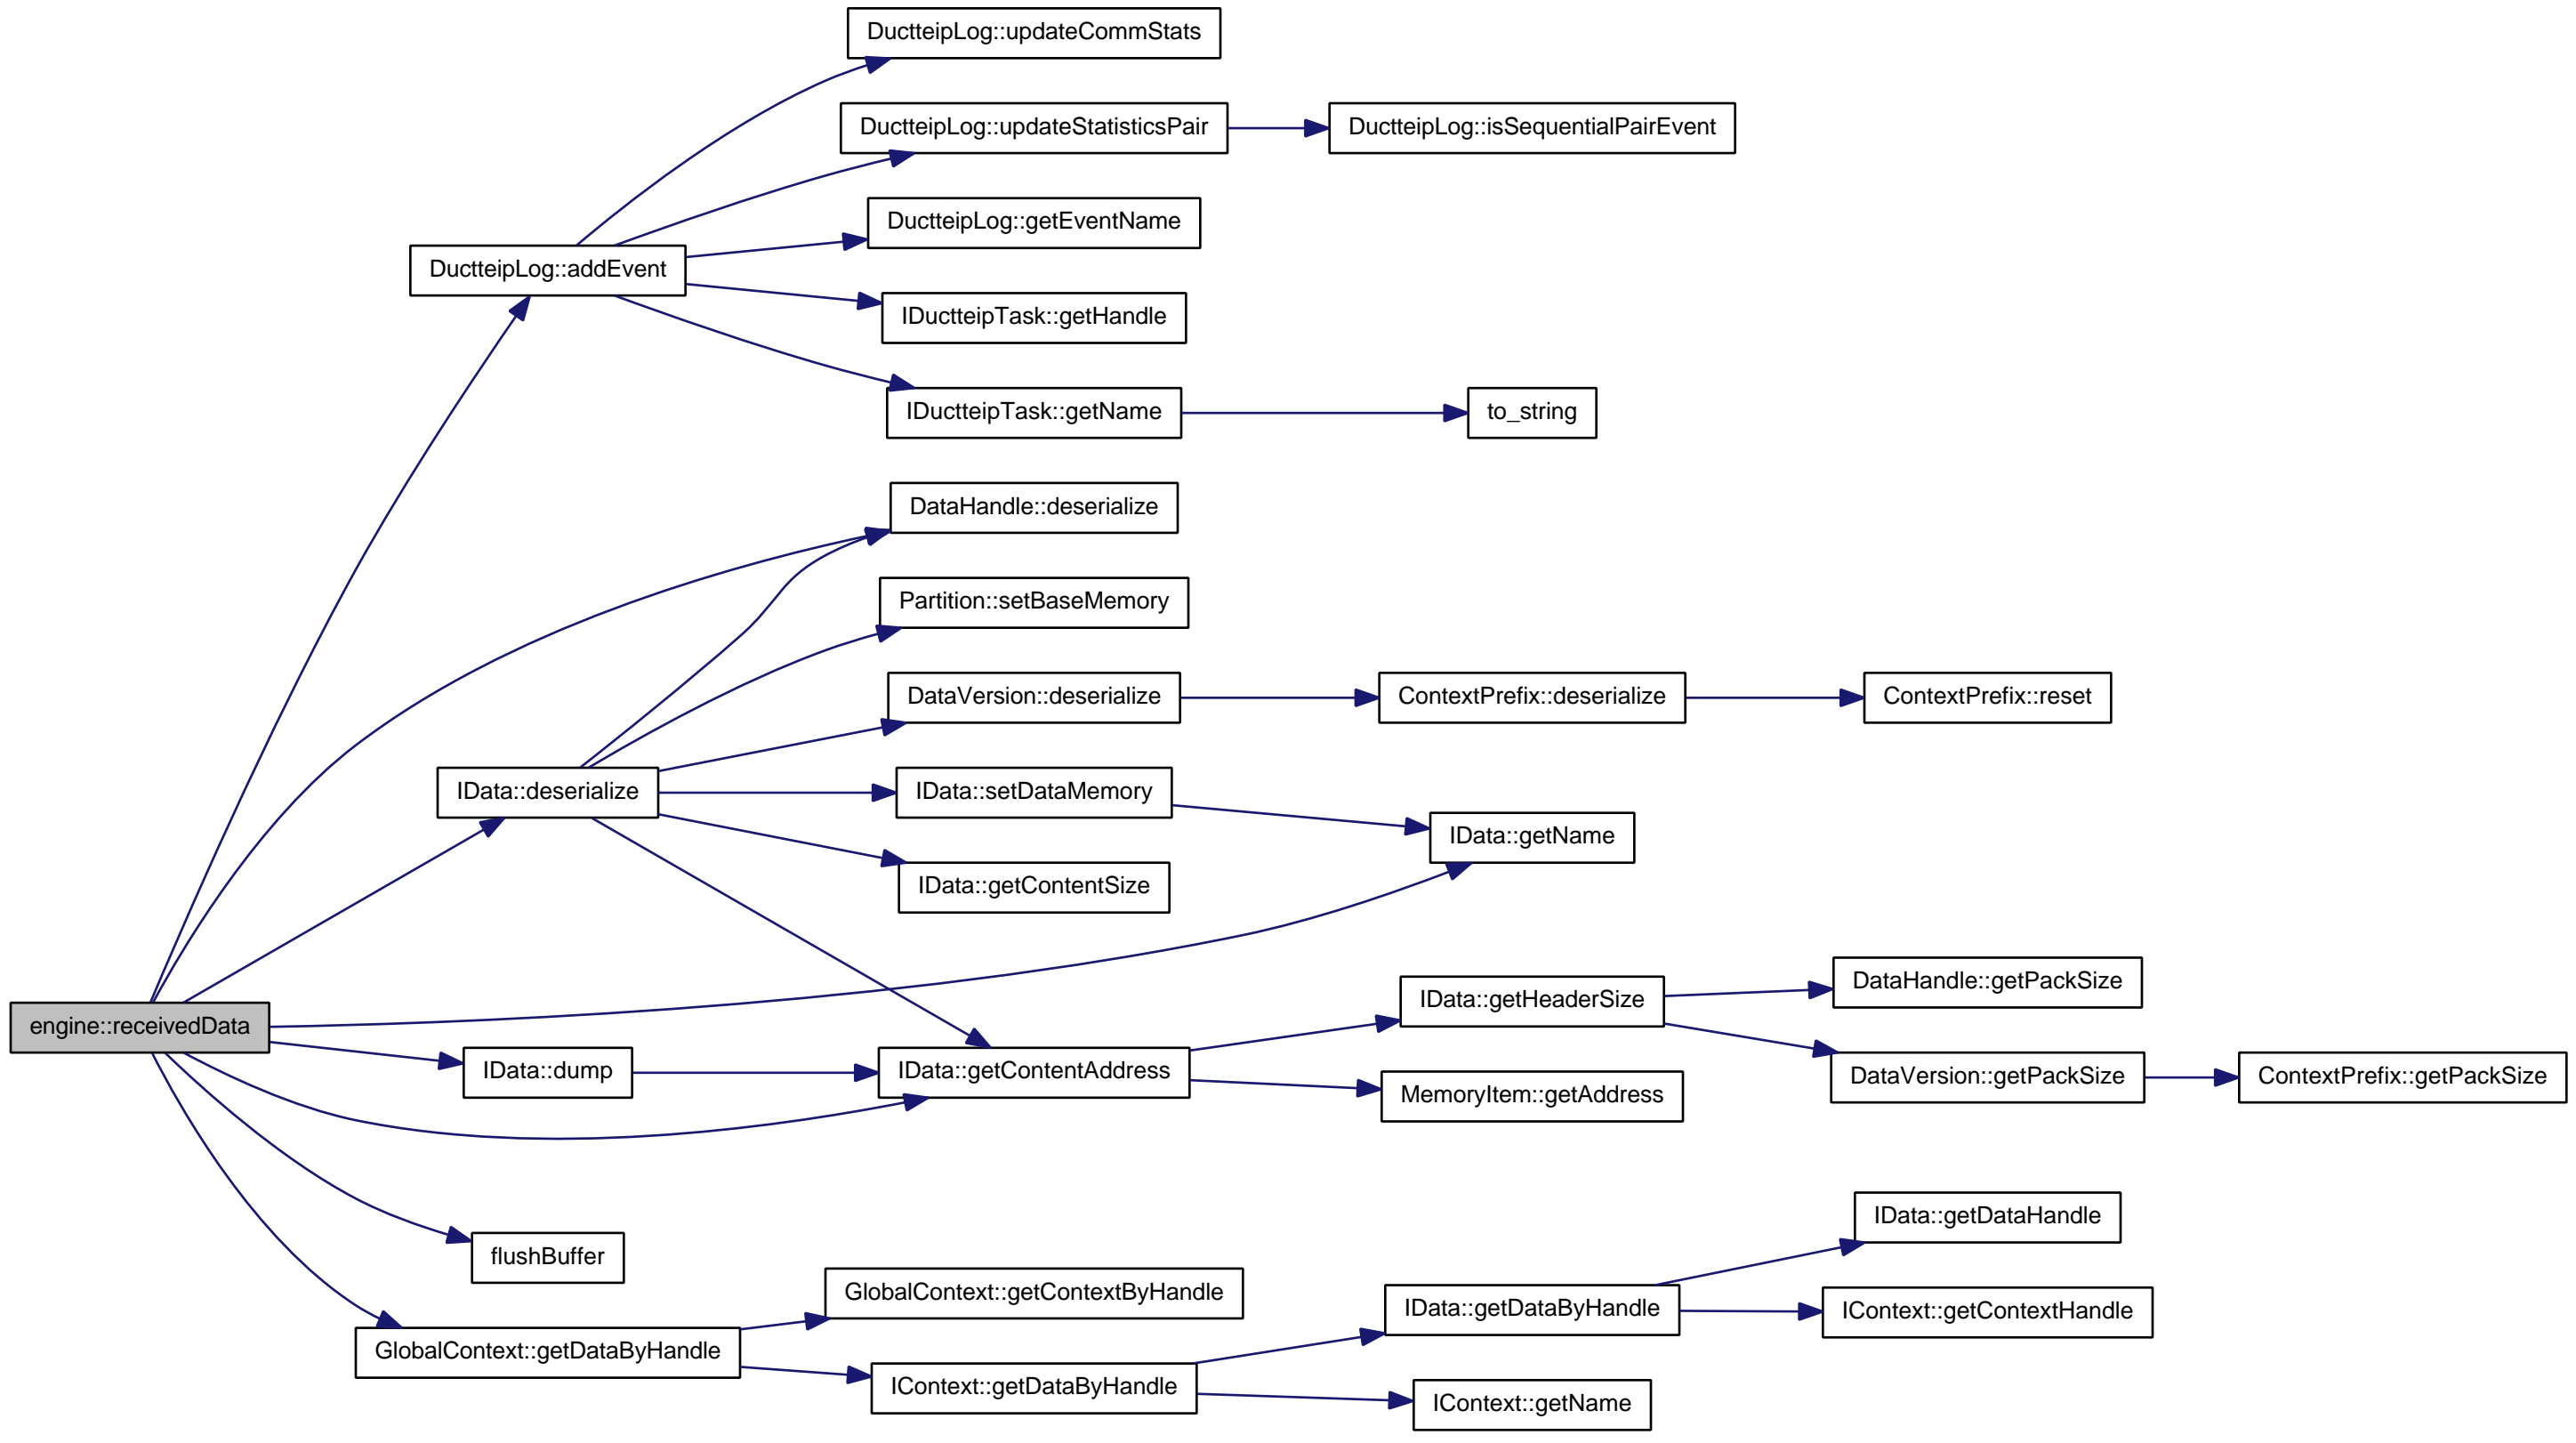 DuctteipLog::updateCommStats
DuctteipLog::updateStatisticsPair
DuctteipLog::isSequentialPairEvent
DuctteipLog::getEventName
DuctteipLog::addEvent
IDuctteipTask::getHandle
IDuctteipTask::getName
to_string
DataHandle::deserialize
Partition::setBaseMemory
DataVersion::deserialize
ContextPrefix::deserialize
ContextPrefix::reset
IData::deserialize
IData::setDataMemory
IData::getName
IData::getContentSize
DataHandle::getPackSize
IData::getHeaderSize
engine::receivedData
IData::dump
IData::getContentAddress
DataVersion::getPackSize
ContextPrefix::getPackSize
MemoryItem::getAddress
IData::getDataHandle
flushBuffer
GlobalContext::getContextByHandle
IData::getDataByHandle
IContext::getContextHandle
GlobalContext::getDataByHandle
IContext::getDataByHandle
IContext::getName